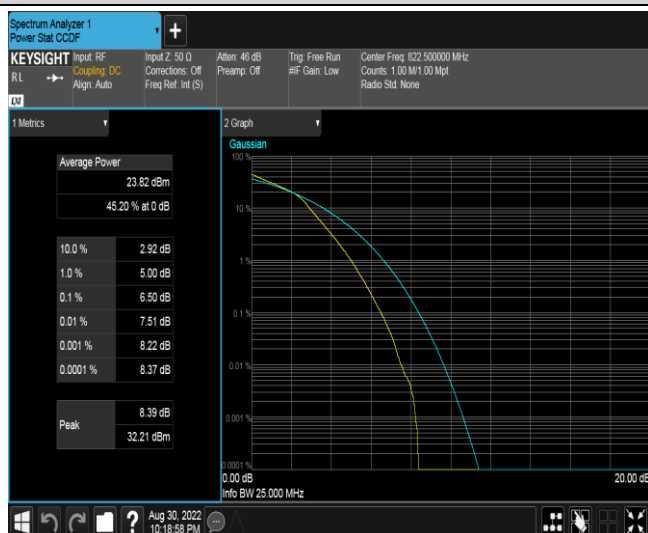 Spectrum Analyzer 1
Power Stat CCDF
+
KEYSIGHT
RL
LXI
Input: RF
Coupling: DC
Align: Auto
Input Z: 50 Ω
Corrections: Off
Freq Ref: Int (S)
Atten: 46 dB
Preamp: Off
Trig: Free Run
#IF Gain: Low
Center Freq: 822.500000 MHz
Counts: 1.00 M/1.00 Mpt
Radio Std: None
1 Metrics
Average Power
23.82 dBm
45.20 % at 0 dB
10.0 % 2.92 dB
1.0 % 5.00 dB
0.1 % 6.50 dB
0.01 % 7.51 dB
0.001 % 8.22 dB
0.0001 % 8.37 dB
Peak
8.39 dB
32.21 dBm
2 Graph
Gaussian
100 %
10 %
1 %
0.1 %
0.01 %
0.001 %
0.0001 %
0.00 dB
20.00 dB
Info BW 25.000 MHz
?
Aug 30, 2022
10:18:58 PM